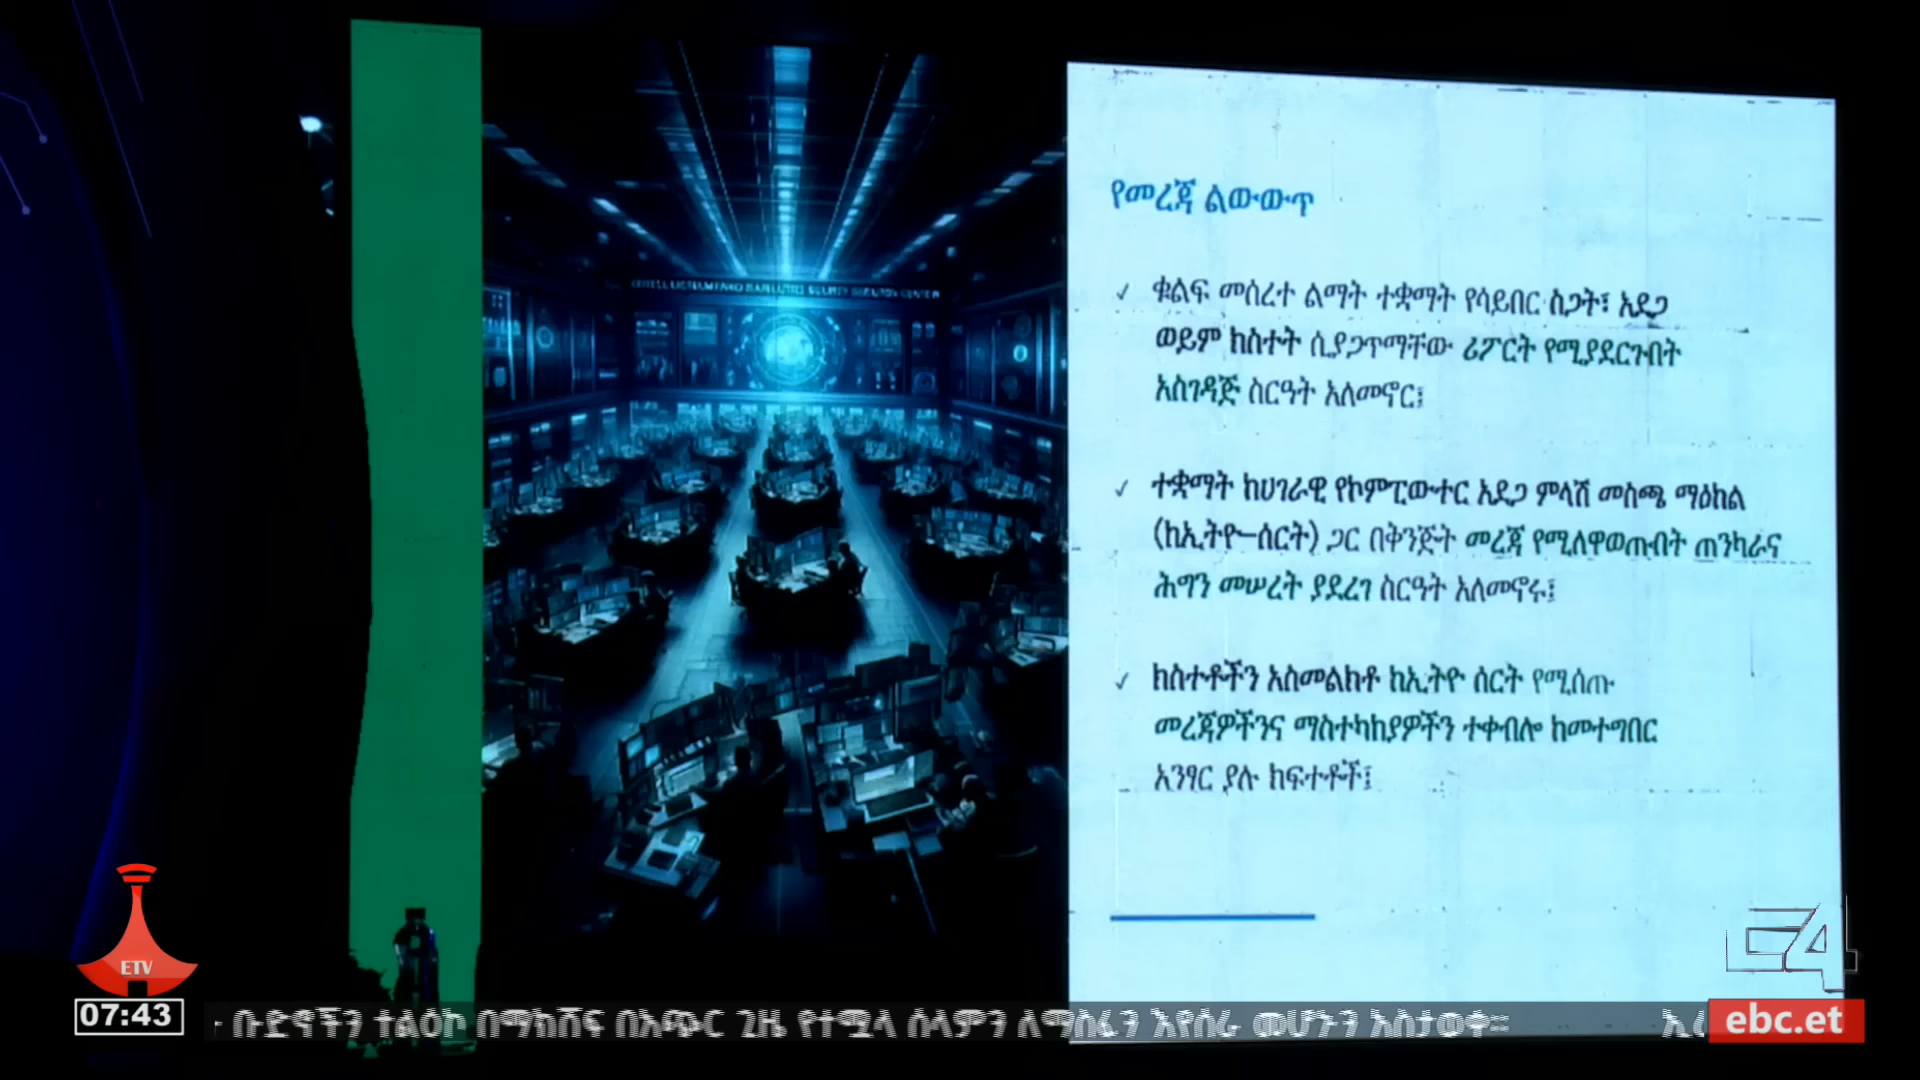 የመረጃ ልውውጥ
✓ ቁልፍ መሰረተ ልማት ተቋማት የሳይበር ስጋት፣ አደጋ
ወይም ክስተት ሲያጋጥማቸው ሪፖርት የሚያደርጉበት
አስገዳጅ ስርዓት አለመኖር፤
✓ ተቋማት ከሀገራዊ የኮምፒውተር አደጋ ምላሽ መስጫ ማዕከል
(ከኢትዮ–ሰርት) ጋር በቅንጅት መረጃ የሚለዋወጡበት ጠንካራና
ሕግን መሠረት ያደረገ ስርዓት አለመኖሩ፤
✓ ክስተቶችን አስመልክቶ ከኢትዮ ሰርት የሚሰጡ
መረጃዎችንና ማስተካከያዎችን ተቀብሎ ከመተግበር
አንፃር ያሉ ክፍተቶች፤
ETV
07:43
E4
ebc.et